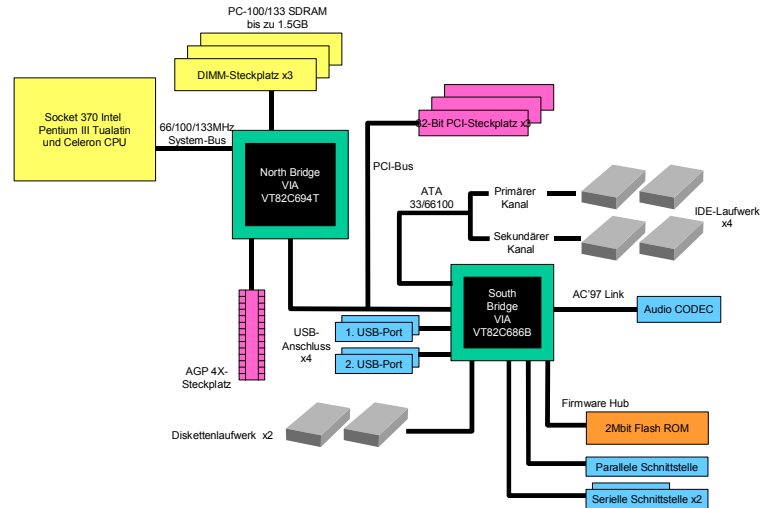 PC-100/133 SDRAM
bis zu 1.5GB
DIMM-Steckplatz x3
Socket 370 Intel
Pentium III Tualatin
und Celeron CPU
66/100/133MHz
System-Bus
North Bridge
VIA
VT82C694T
32-Bit PCI-Steckplatz x3
PCI-Bus
ATA
33/66100
Primärer
Kanal
Sekundärer
Kanal
IDE-Laufwerk
x4
South
Bridge
VIA
VT82C686B
AC'97 Link
Audio CODEC
USB-
Anschluss
x4
1. USB-Port
2. USB-Port
AGP 4X-
Steckplatz
Diskettenlaufwerk x2
Firmware Hub
2Mbit Flash ROM
Parallele Schnittstelle
Serielle Schnittstelle x2